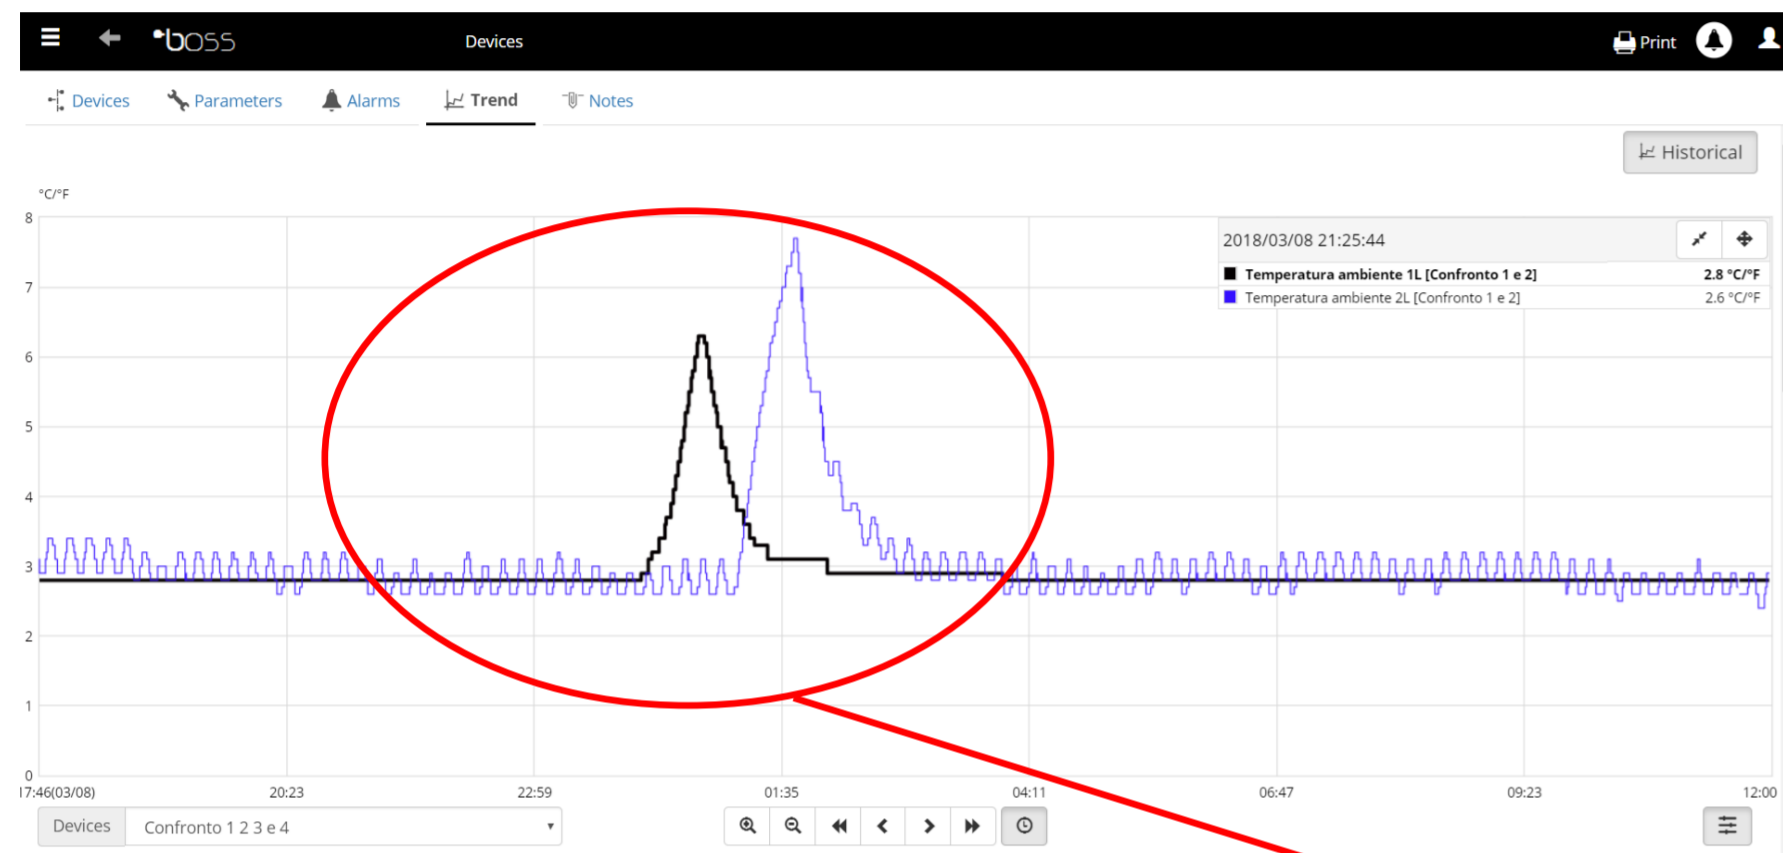 boss
Devices
Print
Devices
Parameters
Alarms
Trend
Notes
Historical
°C/°F
8
7
6
5
4
3
2
1
0
2018/03/08 21:25:44
Temperatura ambiente 1L [Confronto 1 e 2] 2.8 °C/°F
Temperatura ambiente 2L [Confronto 1 e 2] 2.6 °C/°F
17:46(03/08) 20:23 22:59 01:35 04:11 06:47 09:23 12:00
Devices Confronto 1 2 3 e 4